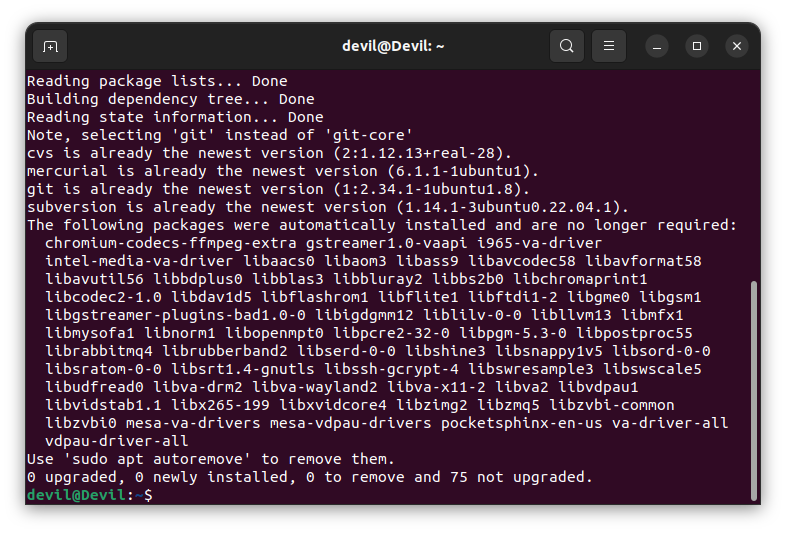 devil@Devil: ~
Reading package lists... Done
Building dependency tree... Done
Reading state information... Done
Note, selecting 'git' instead of 'git-core'
cvs is already the newest version (2:1.12.13+real-28).
mercurial is already the newest version (6.1.1-1ubuntu1).
git is already the newest version (1:2.34.1-1ubuntu1.8).
subversion is already the newest version (1.14.1-3ubuntu0.22.04.1).
The following packages were automatically installed and are no longer required:
  chromium-codecs-ffmpeg-extra gstreamer1.0-vaapi i965-va-driver
  intel-media-va-driver libaacs0 libaom3 libass9 libavcodec58 libavformat58
  libavutil56 libbdplus0 libblas3 libbluray2 libbs2b0 libchromaprint1
  libcodec2-1.0 libdav1d5 libflashrom1 libflite1 libftdi1-2 libgme0 libgsm1
  libgstreamer-plugins-bad1.0-0 libigdgmm12 liblilv-0-0 libllvm13 libmfx1
  libmysofa1 libnorm1 libopenmpt0 libpcre2-32-0 libpgm-5.3-0 libpostproc55
  librabbitmq4 librubberband2 libserd-0-0 libshine3 libsnappy1v5 libsord-0-0
  libsratom-0-0 libsrt1.4-gnutls libssh-gcrypt-4 libswresample3 libswscale5
  libudfread0 libva-drm2 libva-wayland2 libva-x11-2 libva2 libvdpau1
  libvidstab1.1 libx265-199 libxvidcore4 libzimg2 libzmq5 libzvbi-common
  libzvbi0 mesa-va-drivers mesa-vdpau-drivers pocketsphinx-en-us va-driver-all
  vdpau-driver-all
Use 'sudo apt autoremove' to remove them.
0 upgraded, 0 newly installed, 0 to remove and 75 not upgraded.
devil@Devil:~$